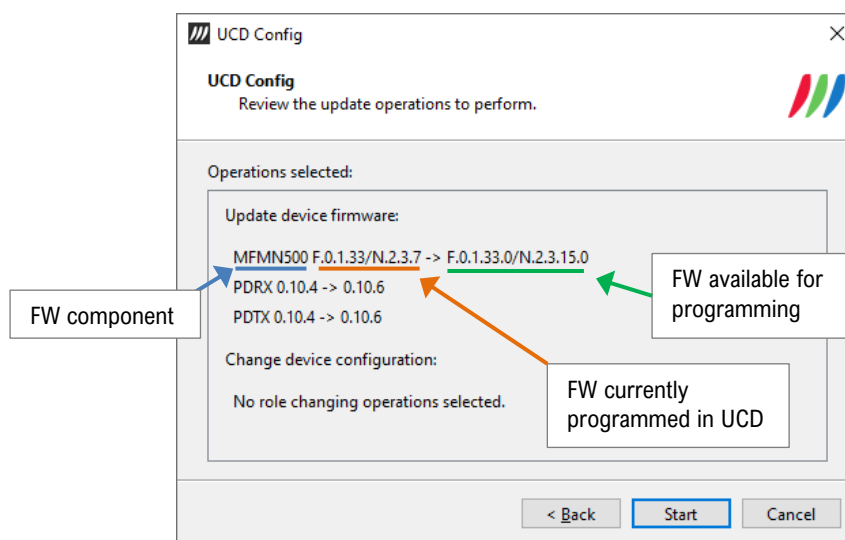 UCD Config
UCD Config
Review the update operations to perform.
Operations selected:
Update device firmware:
MFMN500 F.0.1.33/N.2.3.7 -> F.0.1.33.0/N.2.3.15.0
PDRX 0.10.4 -> 0.10.6
PDTX 0.10.4 -> 0.10.6
FW component
FW available for
programming
Change device configuration:
No role changing operations selected.
FW currently
programmed in UCD
< Back
Start
Cancel